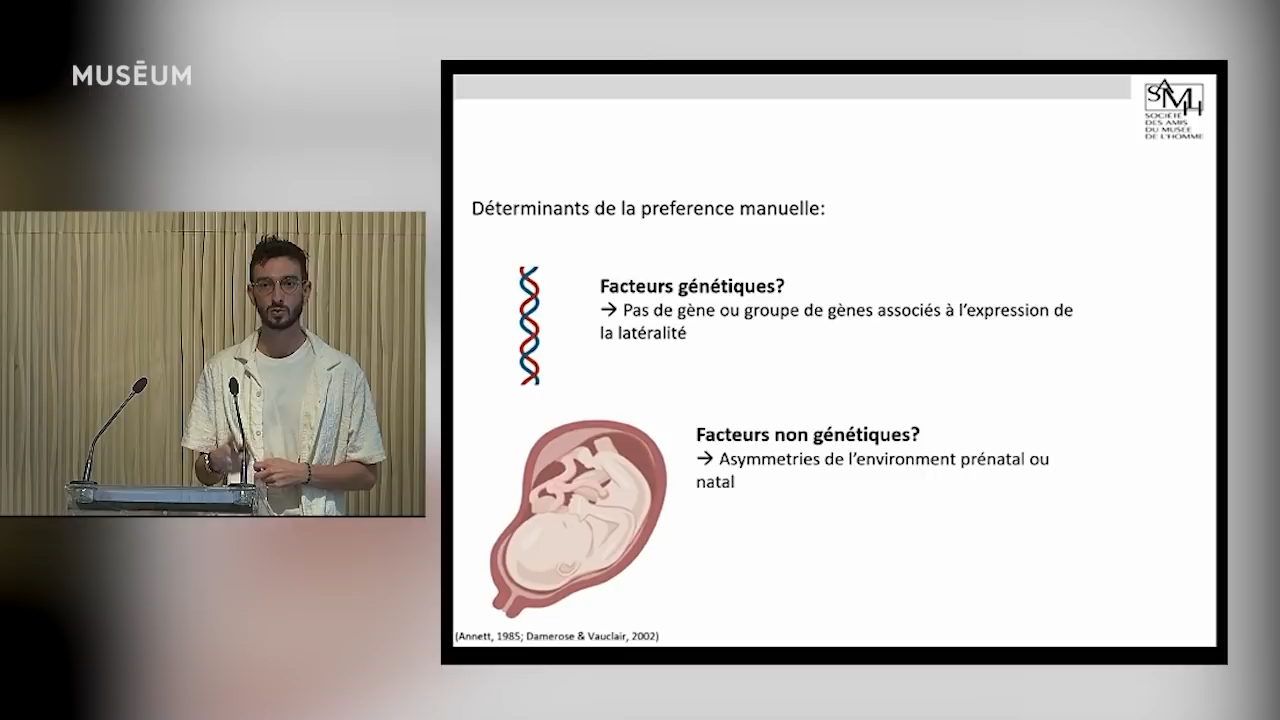 MUSĒUM
SAMH
SOCIÉTÉ
DES AMIS
DU MUSÉE
DE L'HOMME
Déterminants de la preference manuelle:
Facteurs génétiques?
→ Pas de gène ou groupe de gènes associés à l'expression de
la latéralité
Facteurs non génétiques?
→ Asymmetries de l'environment prénatal ou
natal
(Annett, 1985; Damerose & Vauclair, 2002)